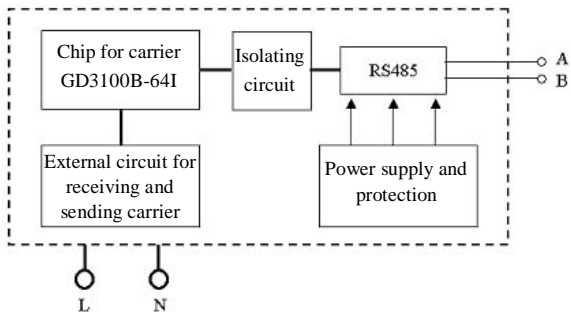 Chip for carrier
GD3100B-64I
Isolating
circuit
RS485
A
B
External circuit for
receiving and
sending carrier
Power supply and
protection
L
N